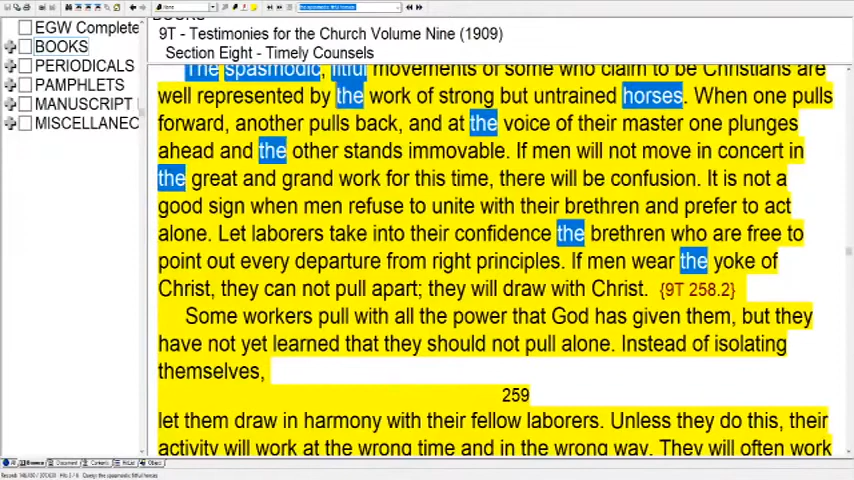 EGW Complete
BOOKS
PERIODICALS
PAMPHLETS
MANUSCRIPT
MISCELLANEC
9T - Testimonies for the Church Volume Nine (1909)
Section Eight - Timely Counsels
The spasmodic, fitful movements of some who claim to be Christians are
well represented by the work of strong but untrained horses. When one pulls
forward, another pulls back, and at the voice of their master one plunges
ahead and the other stands immovable. If men will not move in concert in
the great and grand work for this time, there will be confusion. It is not a
good sign when men refuse to unite with their brethren and prefer to act
alone. Let laborers take into their confidence the brethren who are free to
point out every departure from right principles. If men wear the yoke of
Christ, they can not pull apart; they will draw with Christ. {9T 258.2}
Some workers pull with all the power that God has given them, but they
have not yet learned that they should not pull alone. Instead of isolating
themselves,
259
let them draw in harmony with their fellow laborers. Unless they do this, their
activity will work at the wrong time and in the wrong way. They will often work